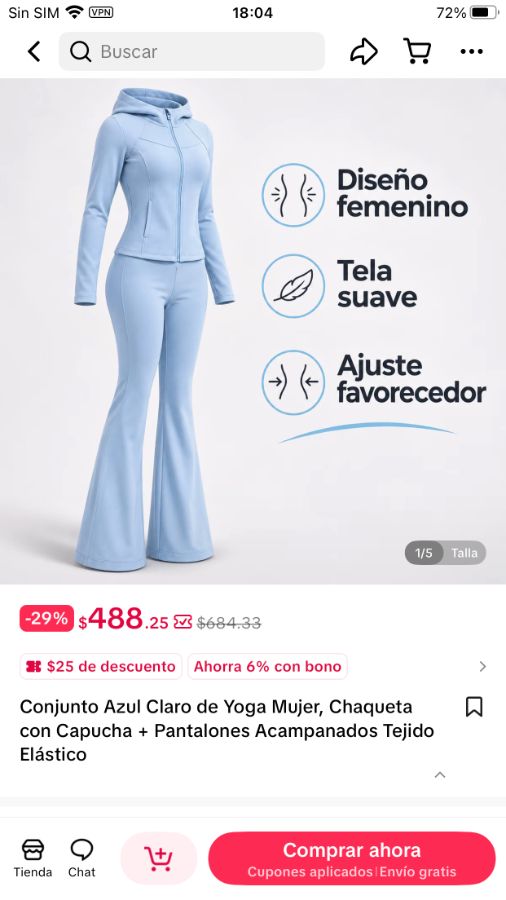 Sin SIM VPN 18:04 72%
Buscar
Diseño
femenino
Tela
suave
Ajuste
favorecedor
1/5 Talla
-29% $488.25 $684.33
$25 de descuento Ahorra 6% con bono
Conjunto Azul Claro de Yoga Mujer, Chaqueta
con Capucha + Pantalones Acampanados Tejido
Elástico
Tienda Chat
Comprar ahora
Cupones aplicados | Envío gratis